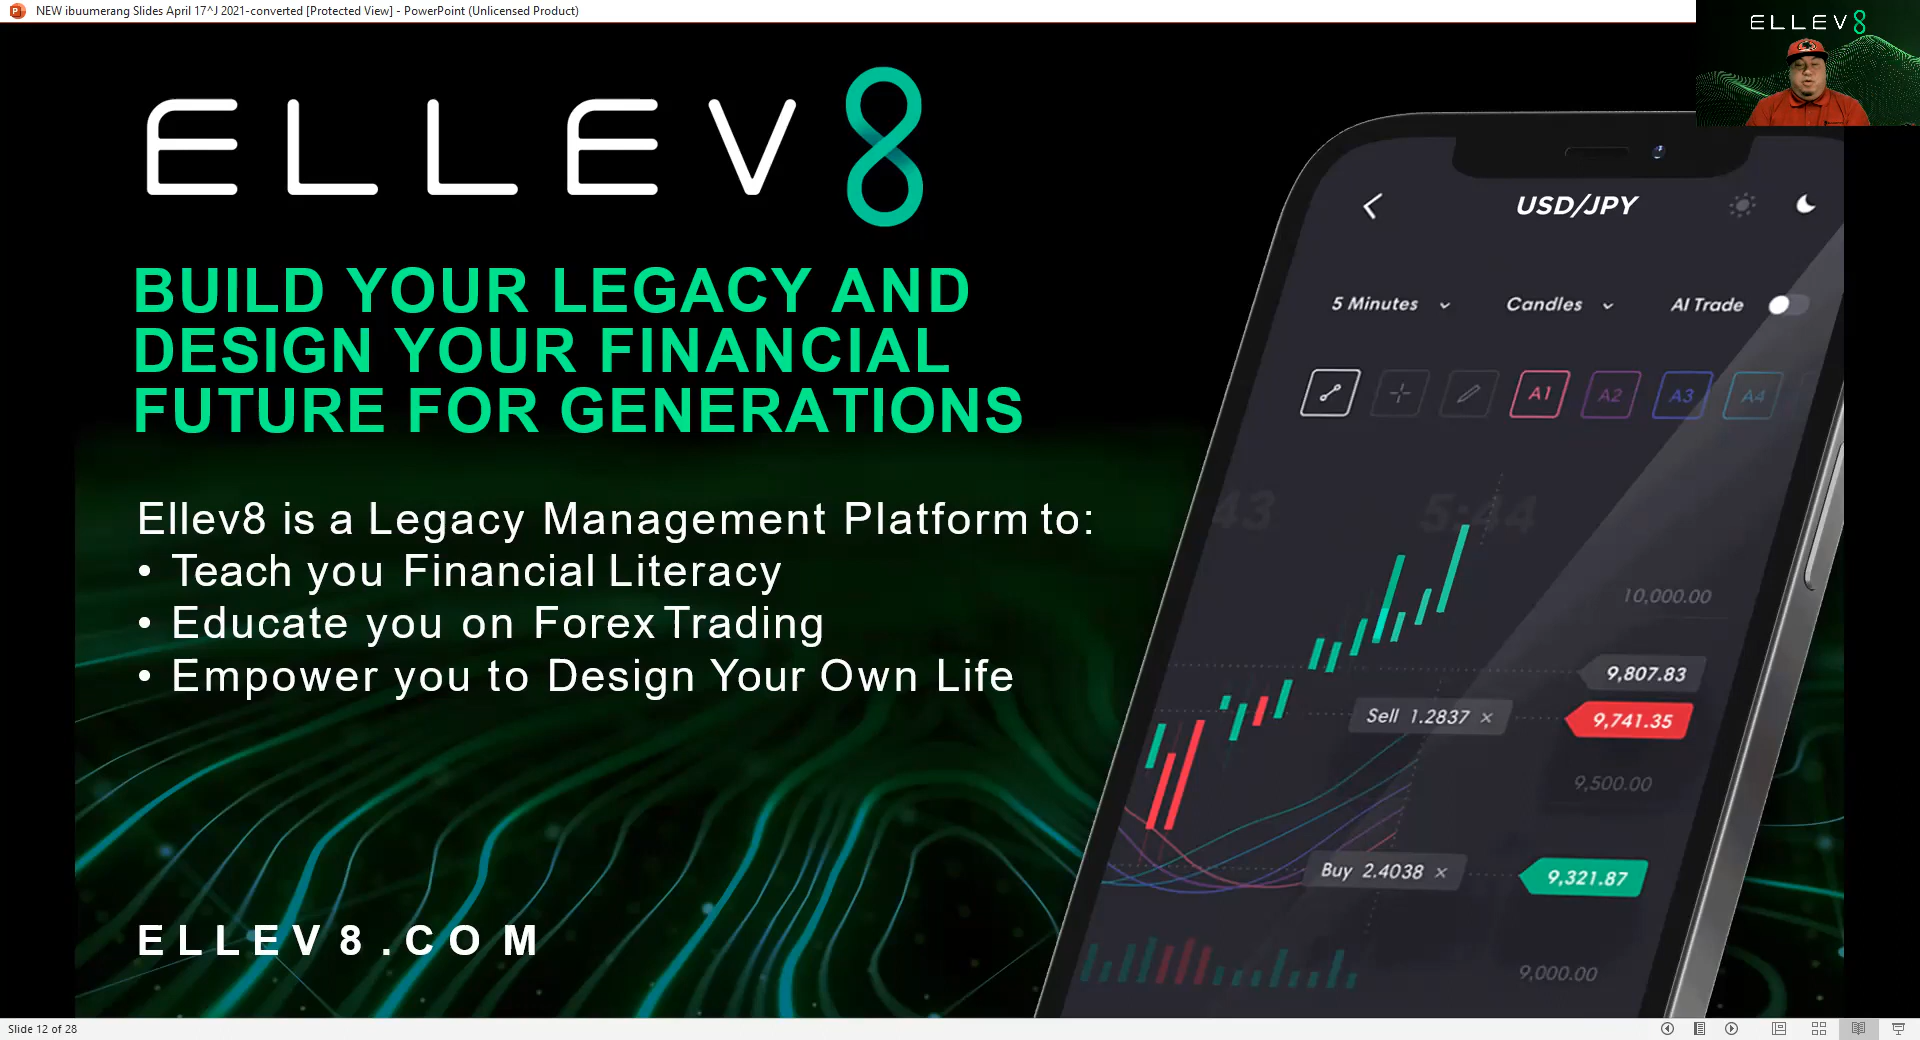 NEW ibuumerang Slides April 17^J 2021-converted [Protected View] - PowerPoint (Unlicensed Product)
ELLEV8
ELLEV8
BUILD YOUR LEGACY AND
DESIGN YOUR FINANCIAL
FUTURE FOR GENERATIONS
Ellev8 is a Legacy Management Platform to:
• Teach you Financial Literacy
• Educate you on Forex Trading
• Empower you to Design Your Own Life
ELLEV8.COM
USD/JPY
5 Minutes Candles AI Trade
A1 A2 A3 A4
43 5:44
10,000.00
9,807.83
Sell 1.2837 × 9,741.35
9,500.00
Buy 2.4038 × 9,321.87
9,000.00
Slide 12 of 28